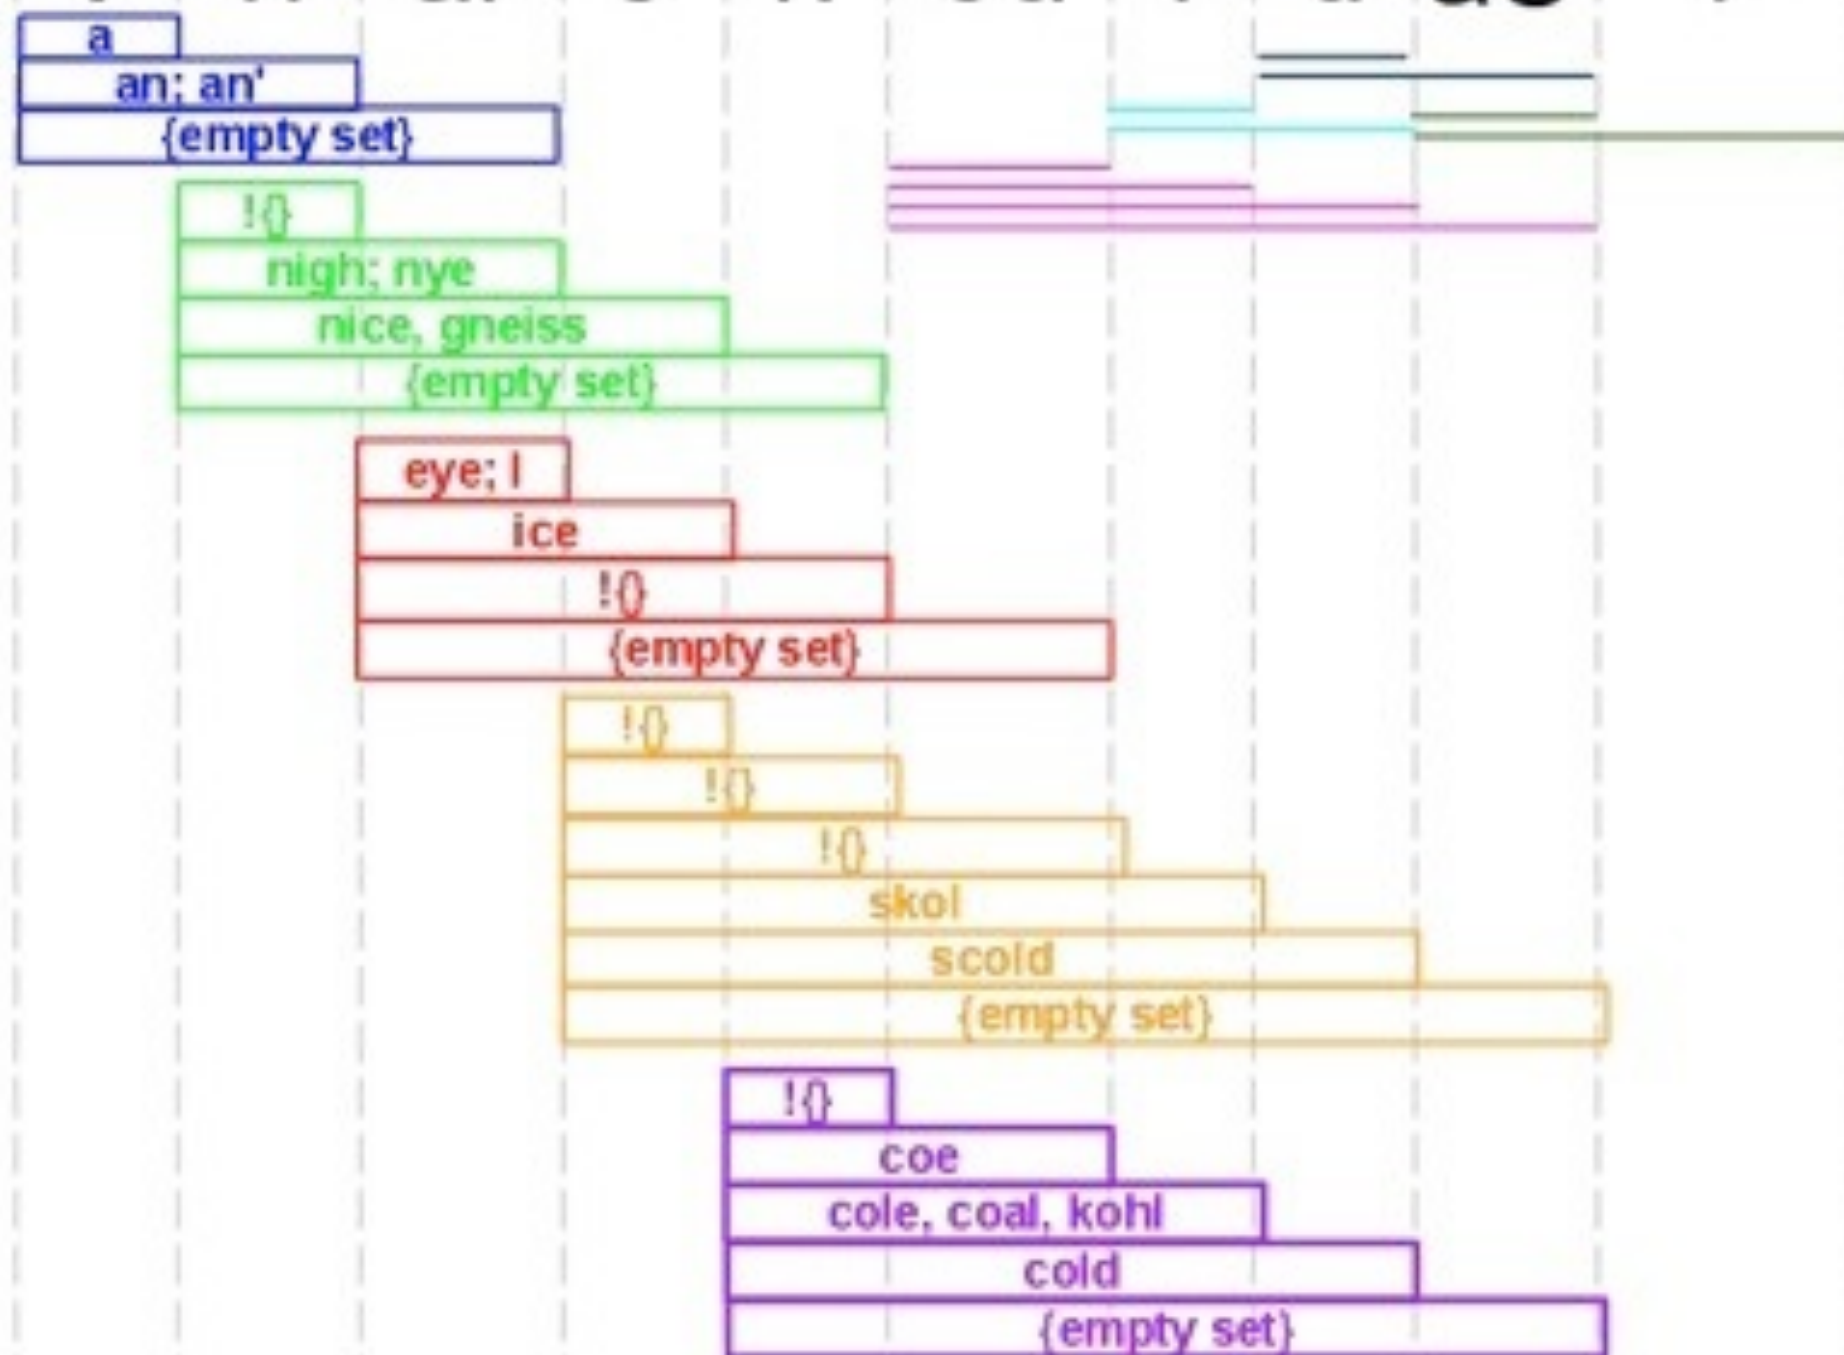 a
an; an'
{empty set}
!{}
nigh; nye
nice, gneiss
{empty set}
eye; I
ice
!{}
{empty set}
!{}
!{}
!{}
skol
scold
{empty set}
!{}
coe
cole, coal, kohl
cold
{empty set}